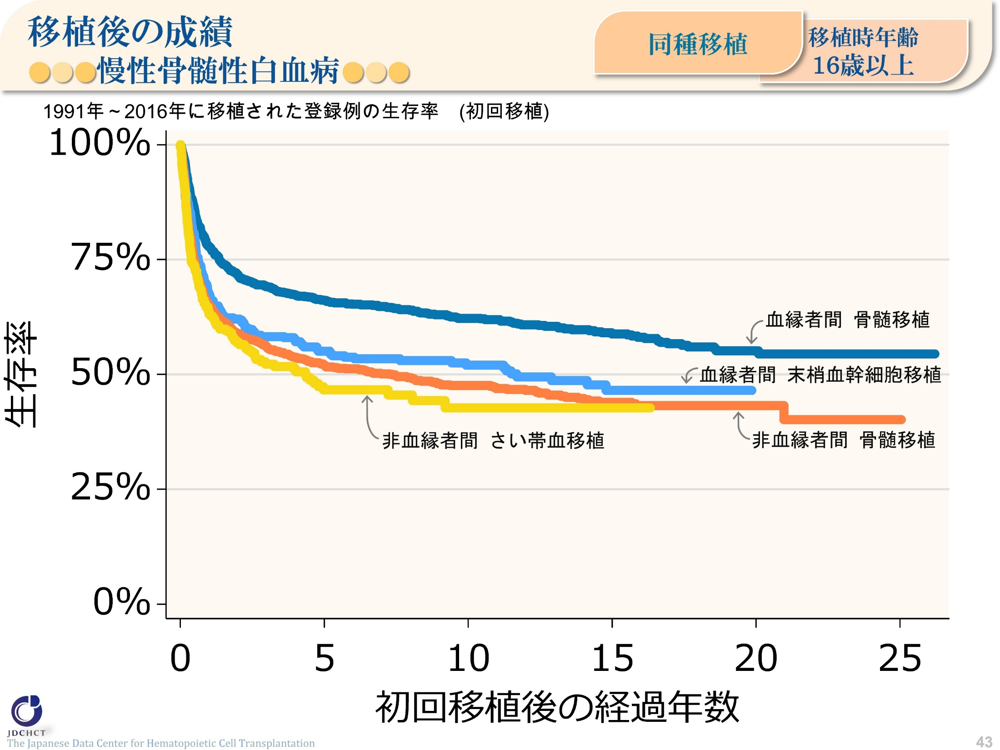 移植後の成績
慢性骨髄性白血病
同種移植
移植時年齢
16歳以上
1991年～2016年に移植された登録例の生存率　(初回移植)
100%
75%
50%
25%
0%
生存率
血縁者間　骨髄移植
血縁者間　末梢血幹細胞移植
非血縁者間　さい帯血移植
非血縁者間　骨髄移植
0 5 10 15 20 25
初回移植後の経過年数
JDCHCT
The Japanese Data Center for Hematopoietic Cell Transplantation
43